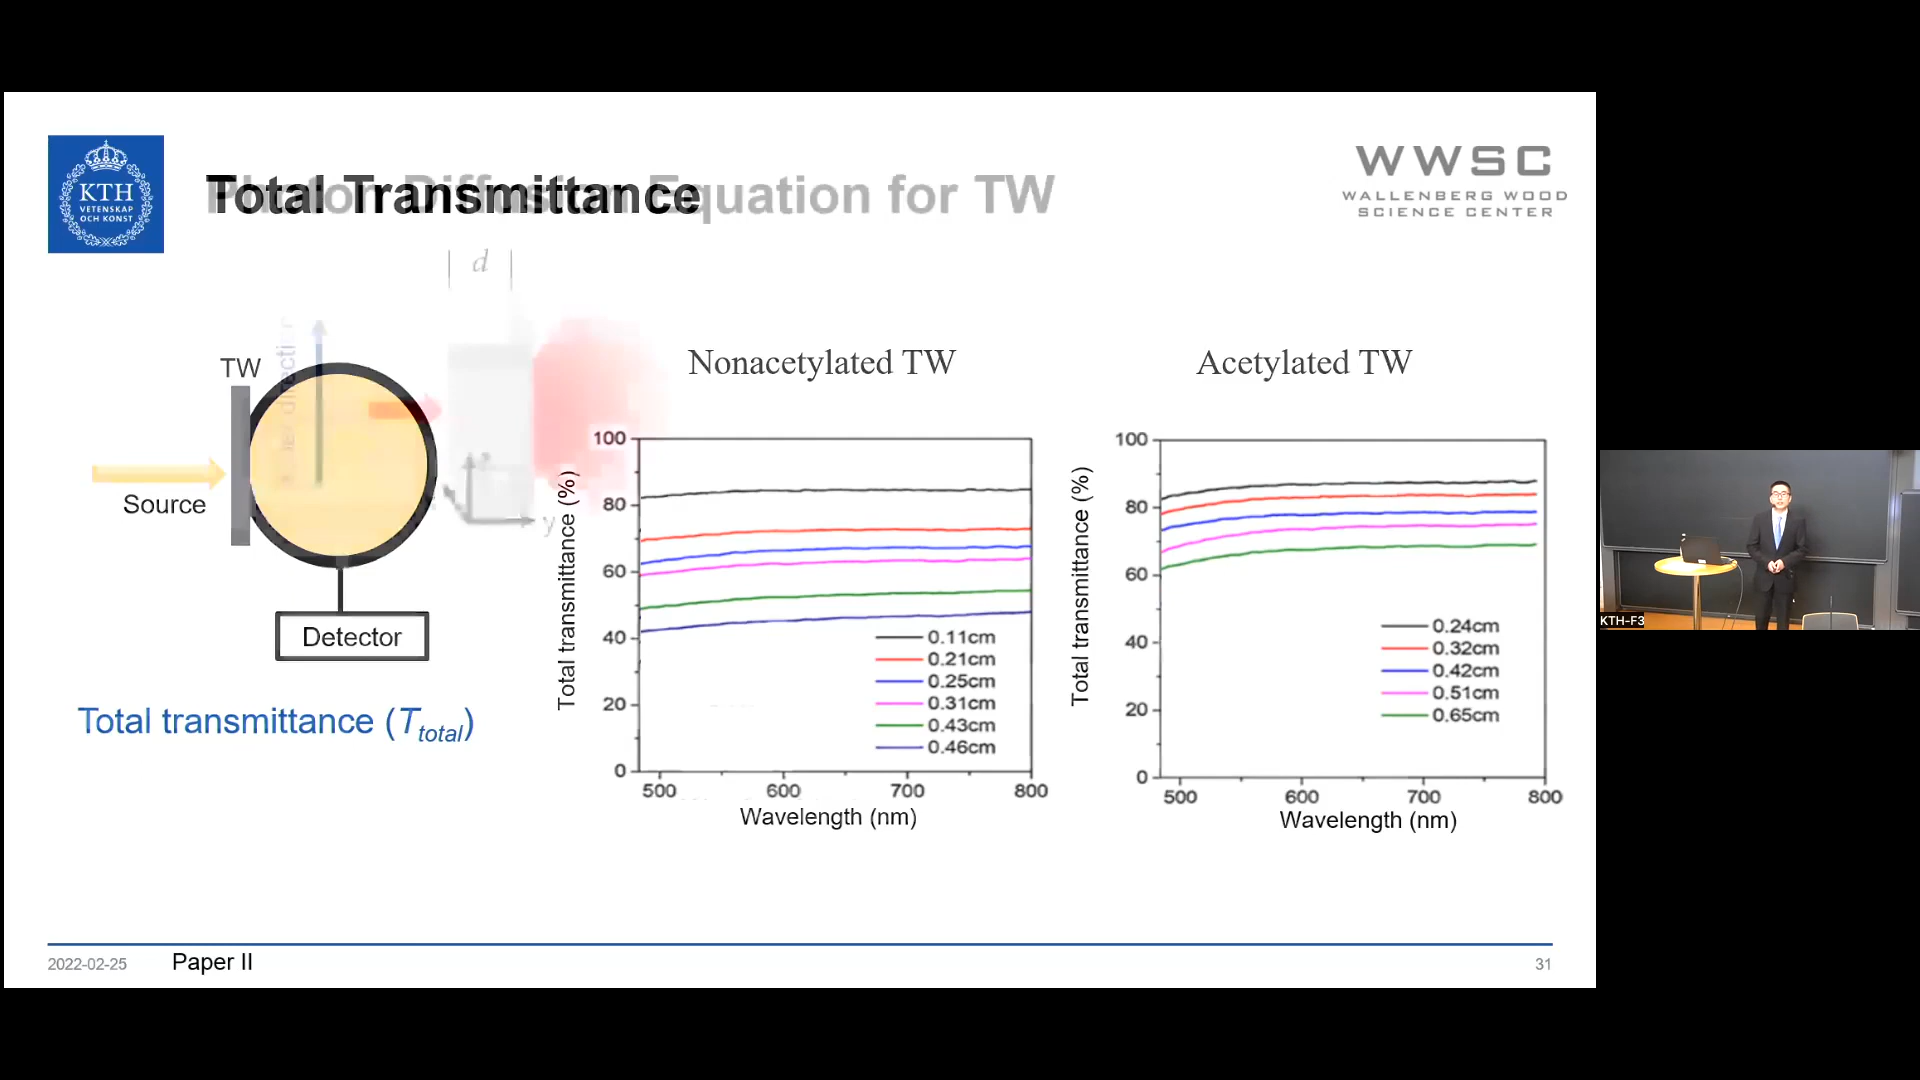 KTH
VETENSKAP
OCH KONST
Total Transmittance
Photon Diffusion Equation for TW
WWSC
WALLENBERG WOOD
SCIENCE CENTER
d
TW
Source
Detector
y
Total transmittance (Ttotal)
Nonacetylated TW
Total transmittance (%)
100
80
60
40
20
0
0.11cm
0.21cm
0.25cm
0.31cm
0.43cm
0.46cm
500 600 700 800
Wavelength (nm)
Acetylated TW
Total transmittance (%)
100
80
60
40
20
0
0.24cm
0.32cm
0.42cm
0.51cm
0.65cm
500 600 700 800
Wavelength (nm)
2022-02-25 Paper II 31
KTH-F3